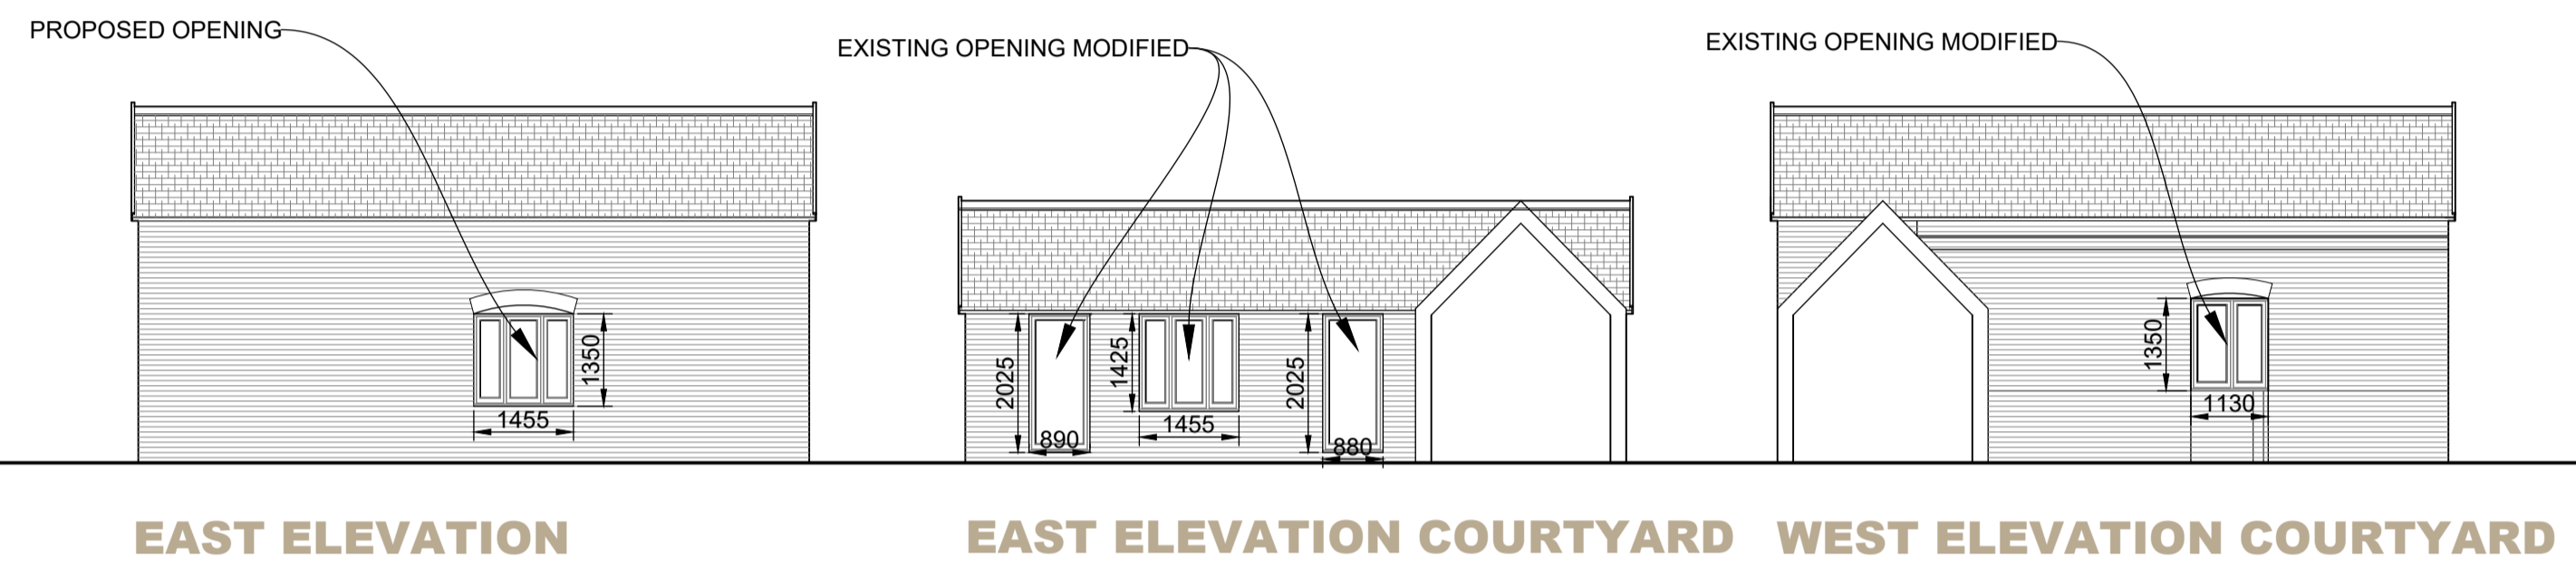 PROPOSED OPENING
1350
1455
EAST ELEVATION
EXISTING OPENING MODIFIED
2025
890
1425
1455
2025
880
EAST ELEVATION COURTYARD
EXISTING OPENING MODIFIED
1350
1130
WEST ELEVATION COURTYARD